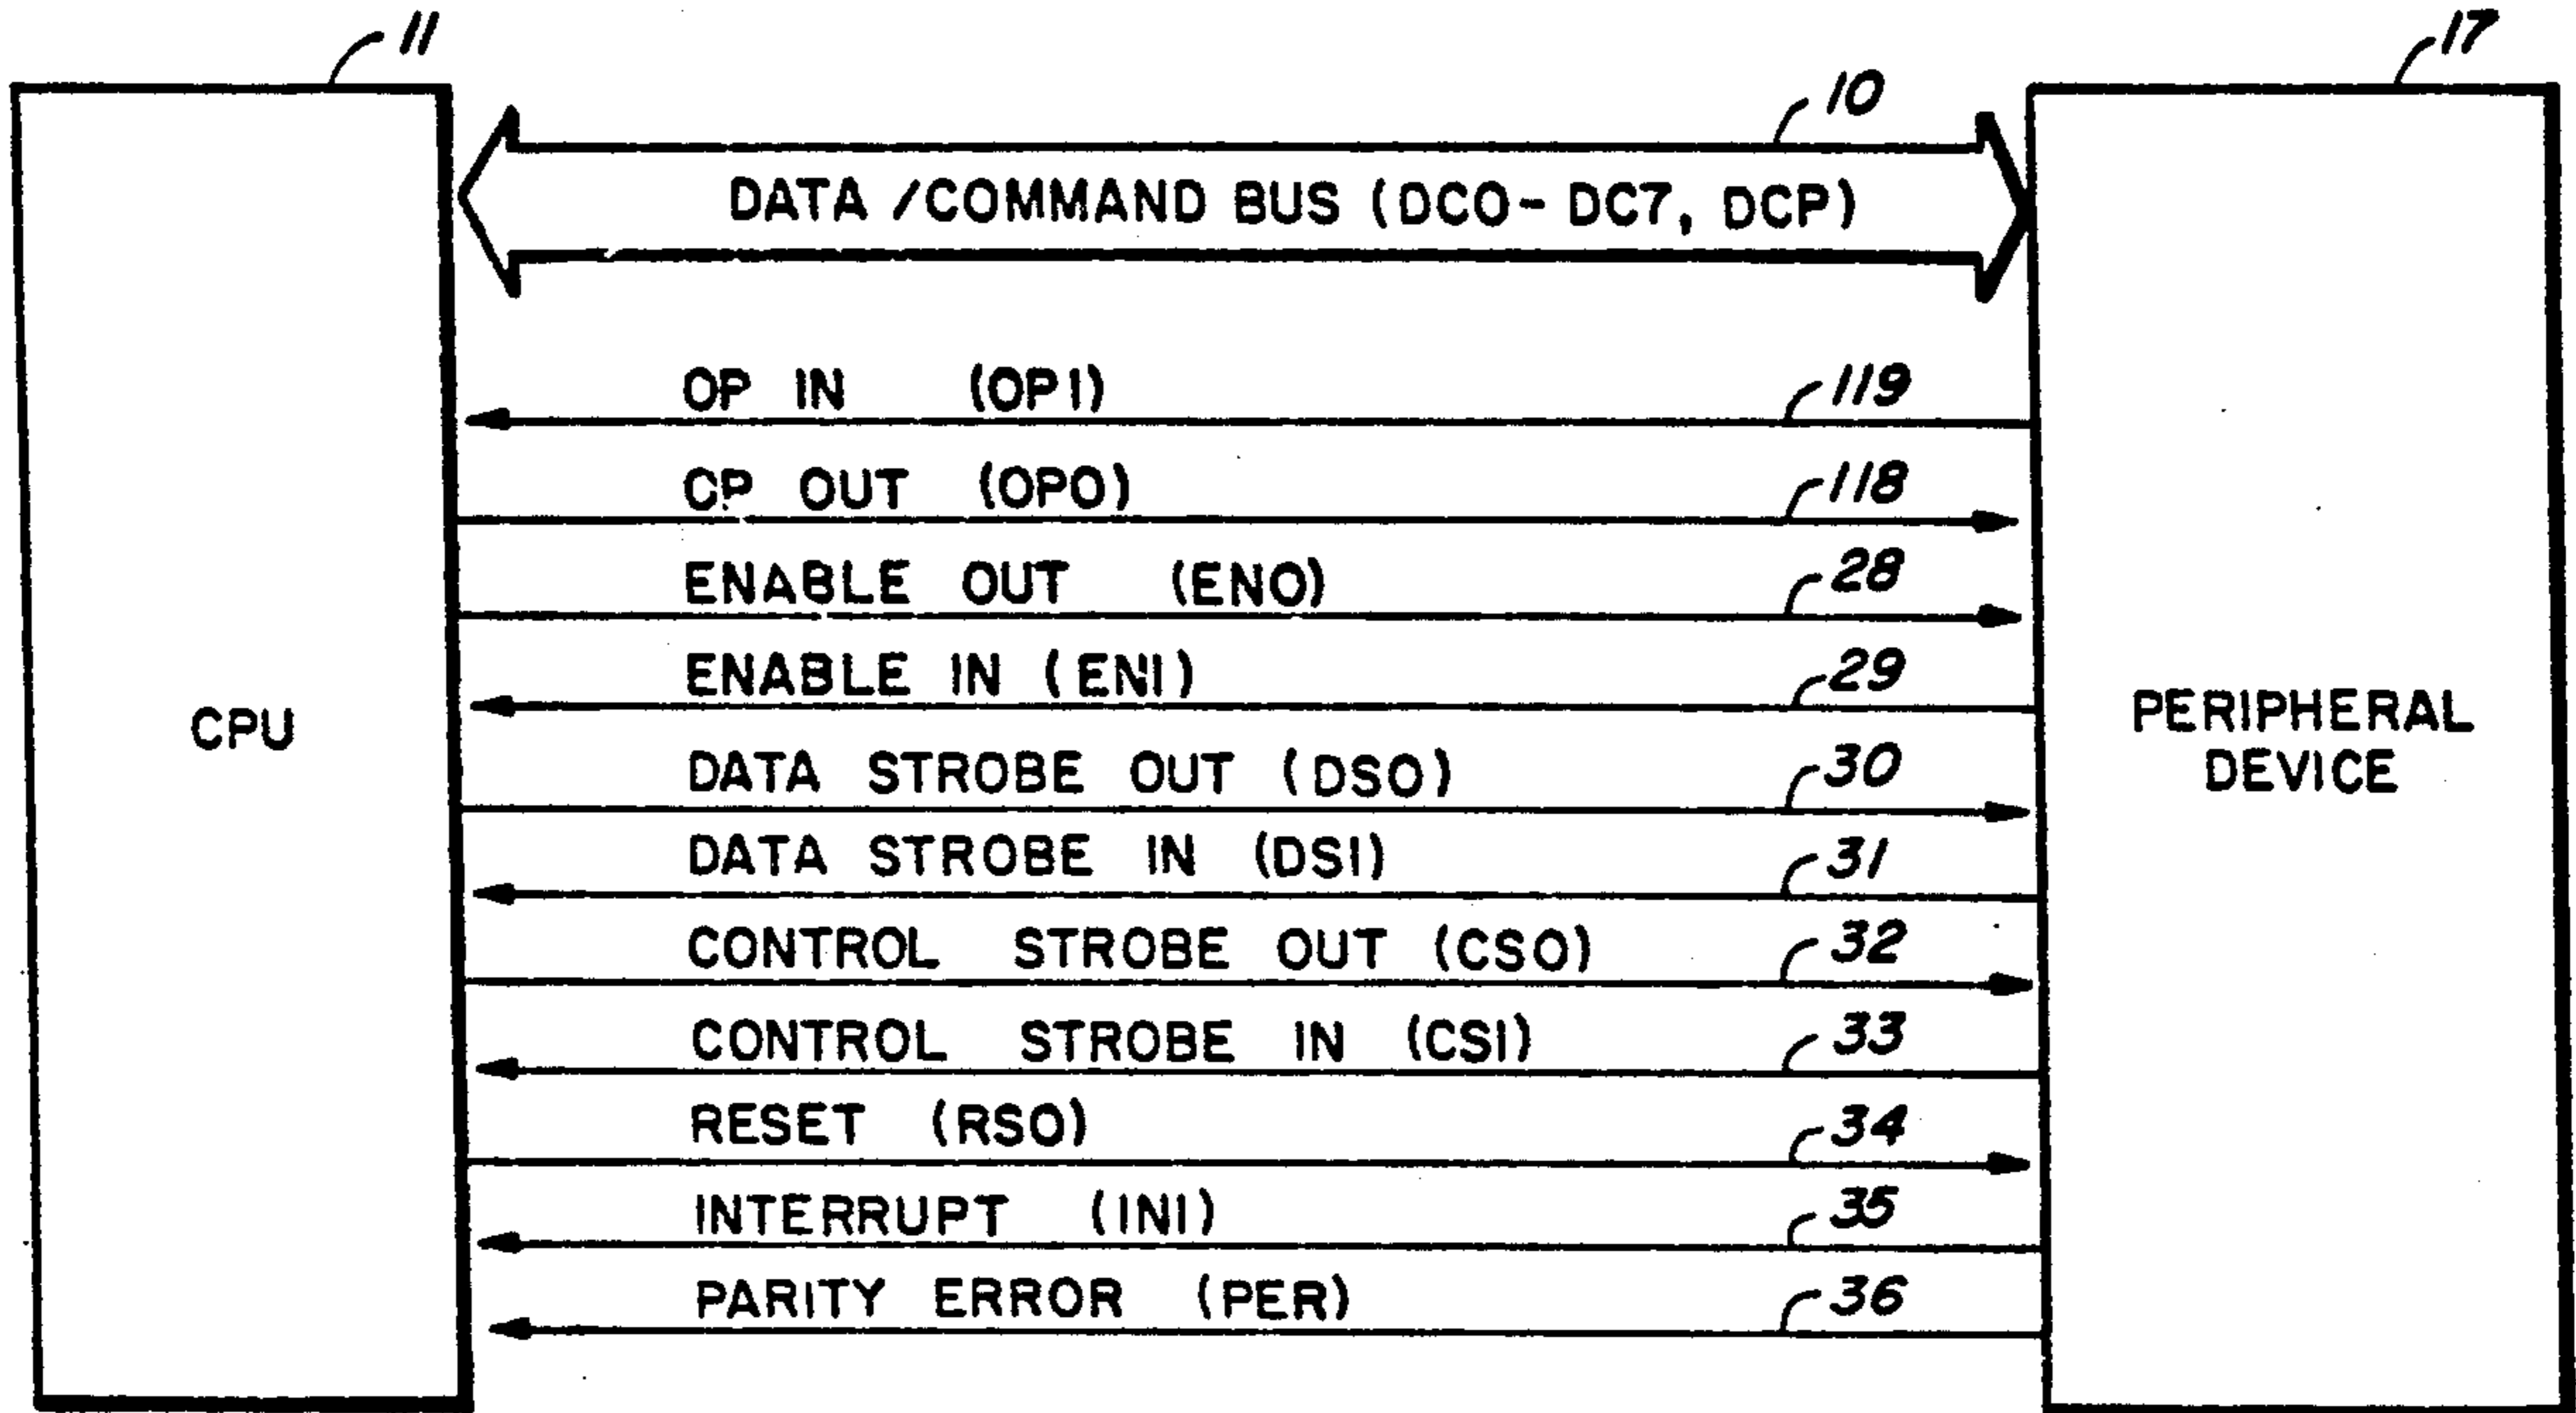 11
17
10
DATA /COMMAND BUS (DC0- DC7, DCP)
OP IN (OPI)
119
OP OUT (OPO)
118
ENABLE OUT (ENO)
28
ENABLE IN (ENI)
29
CPU
PERIPHERAL
DEVICE
DATA STROBE OUT (DSO)
30
DATA STROBE IN (DSI)
31
CONTROL STROBE OUT (CSO)
32
CONTROL STROBE IN (CSI)
33
RESET (RSO)
34
INTERRUPT (INI)
35
PARITY ERROR (PER)
36